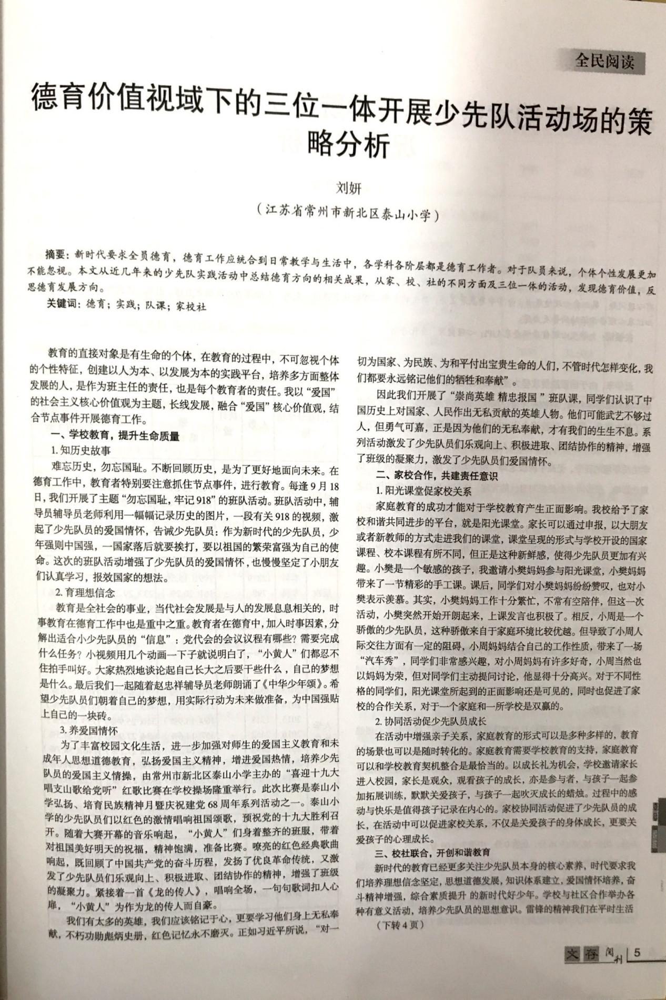 全民阅读
德育价值视域下的三位一体开展少先队活动场的策
略分析
刘妍
（江苏省常州市新北区泰山小学）
摘要：新时代要求全员德育，德育工作应统合到日常教学与生活中，各学科各阶层都是德育工作者。对于队员来说，个体个性发展更加
不能忽视。本文从近几年来的少先队实践活动中总结德育方向的相关成果，从家、校、社的不同方面及三位一体的活动，发现德育价值，反
思德育发展方向。
关键词：德育；实践；队课；家校社
教育的直接对象是有生命的个体，在教育的过程中，不可忽视个体
的个性特征，创建以人为本、以发展为本的实践平台，培养多方面整体
发展的人，是作为班主任的责任，也是每个教育者的责任。我以“爱国”
的社会主义核心价值观为主题，长线发展，融合“爱国”核心价值观，结
合节点事件开展德育工作。
一、学校教育，提升生命质量
1. 知历史故事
难忘历史，勿忘国耻。不断回顾历史，是为了更好地面向未来。在
德育工作中，教育者特别要注意抓住节点事件，进行教育。每逢 9 月 18
日，我们开展了主题“勿忘国耻，牢记 918”的班队活动。班队活动中，辅
导员辅导员老师利用一幅幅记录历史的图片，一段有关 918 的视频，激
起了少先队员的爱国情怀，告诫少先队员：作为新时代的少先队员，少
年强则中国强，一国家落后就要挨打，要以祖国的繁荣富强为自己的使
命。这次的班队活动增强了少先队员的爱国情怀，也慢慢坚定了小朋友
们认真学习，报效国家的想法。
2. 育理想信念
教育是全社会的事业，当代社会发展是与人的发展息息相关的，时
事教育在德育工作中也是重中之重。教育者在德育中，加入时事因素，分
解出适合小少先队员的“信息”：党代会的会议议程有哪些？需要完成
什么任务？小视频用几个动画一下子就说明白了，“小黄人”们都忍不
住拍手叫好。大家热烈地谈论起自己长大之后要干些什么，自己的梦想
是什么。最后我们一起随着赵忠祥辅导员老师朗诵了《中华少年颂》。希
望少先队员们朝着自己的梦想，用实际行动为未来做准备，为中国强贴
上自己的一块砖。
3. 养爱国情怀
为了丰富校园文化生活，进一步加强对师生的爱国主义教育和未
成年人思想道德教育，弘扬爱国主义精神，增进爱国热情，培养少先
队员的爱国主义情操，由常州市新北区泰山小学主办的“喜迎十九大
唱支山歌给党听”红歌比赛在学校操场隆重举行。此次比赛是泰山小
学弘扬、培育民族精神月暨庆祝建党 68 周年系列活动之一。泰山小
学的少先队员们以红色的激情唱响祖国颂歌，预祝党的十九大胜利召
开。随着大赛开幕的音乐响起，“小黄人”们身着整齐的班服，带着
对祖国美好明天的祝福，精神饱满，准备比赛。嘹亮的红色经典歌曲
响起，既回顾了中国共产党的奋斗历程，发扬了优良革命传统，又激
发了少先队员们乐观向上、积极进取、团结协作的精神，增强了班级
的凝聚力。紧接着一首《龙的传人》，唱响全场，一句句歌词扣人心
扉，“小黄人”为作为龙的传人而自豪。
我们有太多的英雄，我们应该铭记于心，更要学习他们身上无私奉
献，不朽功勋彪炳史册，红色记忆永不磨灭。正如习近平所说，“对一
切为国家、为民族、为和平付出宝贵生命的人们，不管时代怎样变化，我
们都要永远铭记他们的牺牲和奉献”。
因此我们开展了“崇尚英雄 精忠报国”班队课，同学们认识了中
国历史上对国家、人民作出无私贡献的英雄人物。他们可能武艺不够过
人，但勇气可嘉，正是因为他们的无私奉献，才有我们的生生不息。系
列活动激发了少先队员们乐观向上、积极进取、团结协作的精神，增强
了班级的凝聚力，激发了少先队员们爱国情怀。
二、家校合作，共建责任意识
1. 阳光课堂促家校关系
家庭教育的成功才能对于学校教育产生正面影响。我校给予了家
校和谐共同进步的平台，就是阳光课堂。家长可以通过申报，以大朋友
或者新教师的方式走进我们的课堂，课堂呈现的形式与学校开设的国家
课程、校本课程有所不同，但正是这种新鲜感，使得少先队员更加有兴
趣。小樊是一个敏感的孩子，我邀请小樊妈妈参与阳光课堂，小樊妈妈
带来了一节精彩的手工课。课后，同学们对小樊妈妈纷纷赞叹，也对小
樊表示羡慕。其实，小樊妈妈工作十分繁忙，不常有空陪伴，但这一次
活动，小樊突然开始开朗起来，上课发言也积极了。相反，小周是一个
骄傲的少先队员，这种骄傲来自于家庭环境比较优越。但导致了小周人
际交往方面有一定的阻碍，小周妈妈结合自己的工作性质，带来了一场
“汽车秀”，同学们非常感兴趣，对小周妈妈有许多好奇，小周当然也
以妈妈为荣，但对同学们主动提问讨论，他显得十分高兴。对于不同性
格的同学们，阳光课堂所起到的正面影响还是可见的，同时也促进了家
校的合作关系，对于一个家庭和一所学校是双赢的。
2. 协同活动促少先队员成长
在活动中增强亲子关系，家庭教育的形式可以是多种多样的，教育
的场景也可以是随时转化的。家庭教育需要学校教育的支持，家庭教育
可以和学校教育契机整合是最恰当的。以成长礼为机会，学校邀请家长
进入校园，家长是观众，观看孩子的成长，亦是参与者，与孩子一起参
加拓展训练，默默关爱孩子，与孩子一起吹灭成长的蜡烛。过程中的感
动与快乐是值得孩子记录在内心的。家校协同活动促进了少先队员的成
长，在活动中可以促进家校关系，不仅是关爱孩子的身体成长，更要关
爱孩子的心理成长。
三、校社联合，开创和谐教育
新时代的教育已经更多关注少先队员本身的核心素养，时代要求我
们培养理想信念坚定，思想道德发展，知识体系建立，爱国情怀培养，奋
斗精神增强，综合素质提升 的新时代好少年。学校与社区合作举办各
种有意义活动，培养少先队员的思想意识。雷锋的精神我们在平时生活
（下转 4 页）
文存阅刊 5